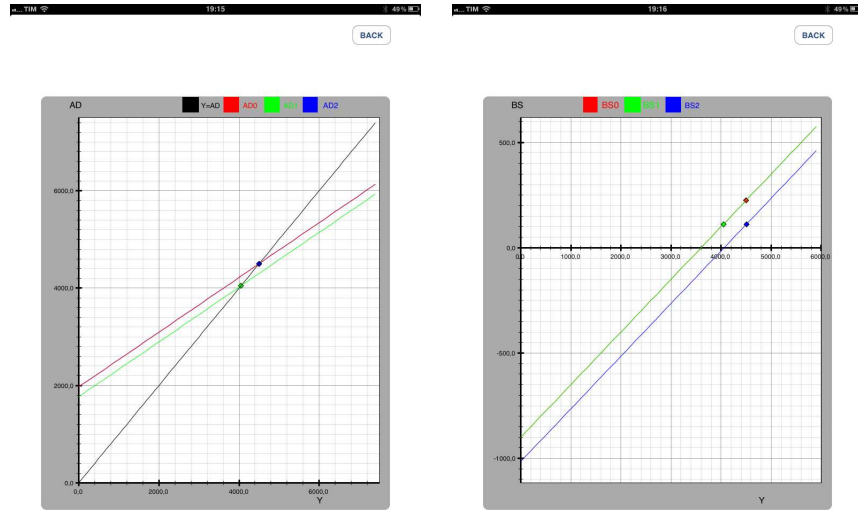 TIM 19:15 49%
BACK
AD Y=AD AD0 AD1 AD2
6000,0
4000,0
2000,0
0,0
0,0 2000,0 4000,0 6000,0
Y
TIM 19:16 49%
BACK
BS BS0 BS1 BS2
500,0
0,0
0,0 1000,0 2000,0 3000,0 4000,0 5000,0 6000,0
-500,0
-1000,0
Y